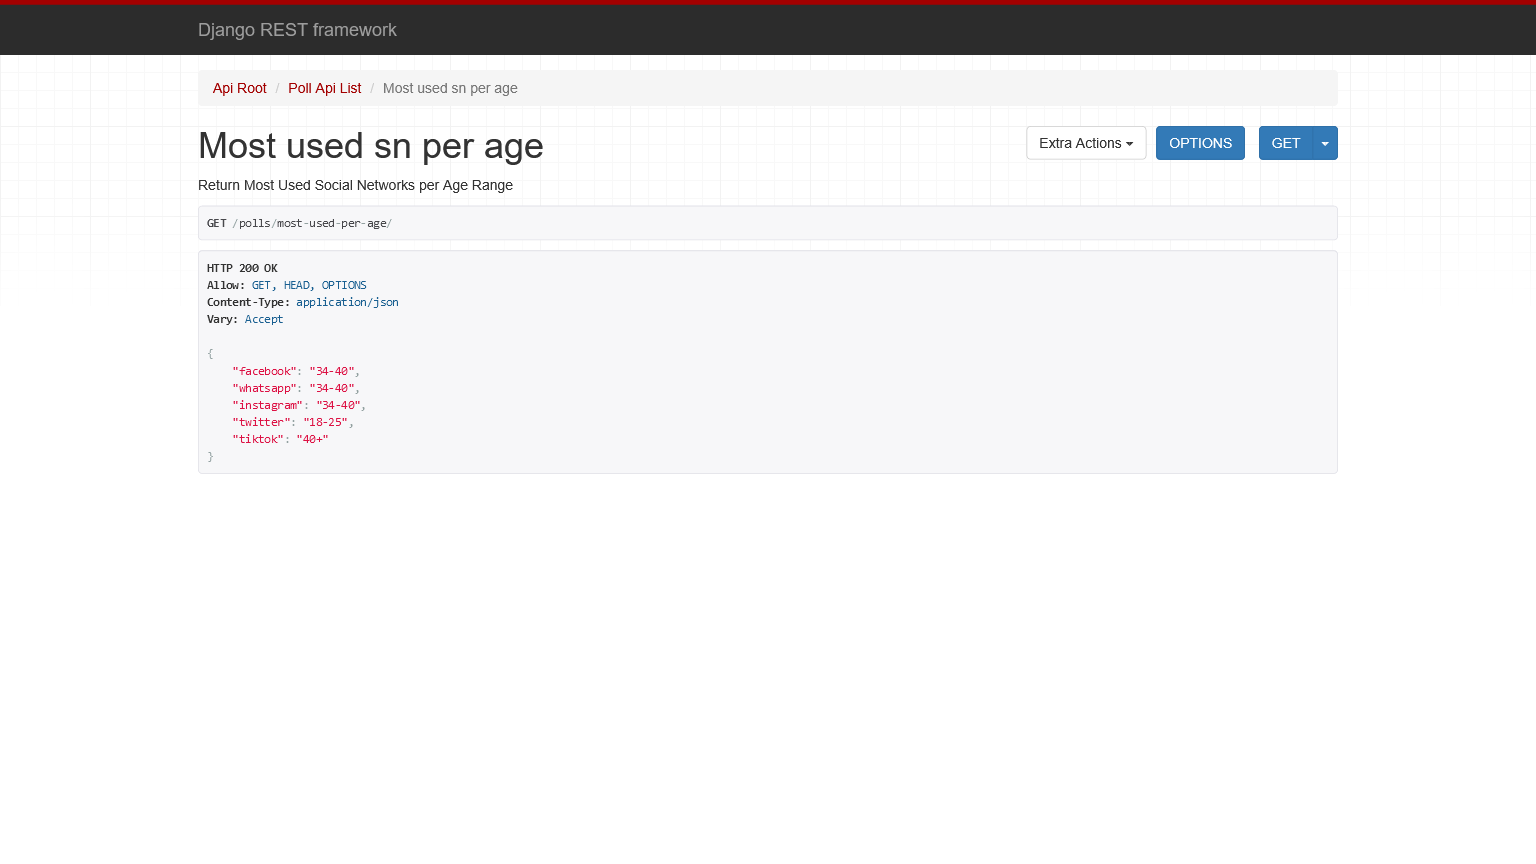 Django REST framework
Api Root / Poll Api List / Most used sn per age
Most used sn per age
Extra Actions
OPTIONS
GET
Return Most Used Social Networks per Age Range
GET /polls/most-used-per-age/
HTTP 200 OK
Allow: GET, HEAD, OPTIONS
Content-Type: application/json
Vary: Accept
{
    "facebook": "34-40",
    "whatsapp": "34-40",
    "instagram": "34-40",
    "twitter": "18-25",
    "tiktok": "40+"
}